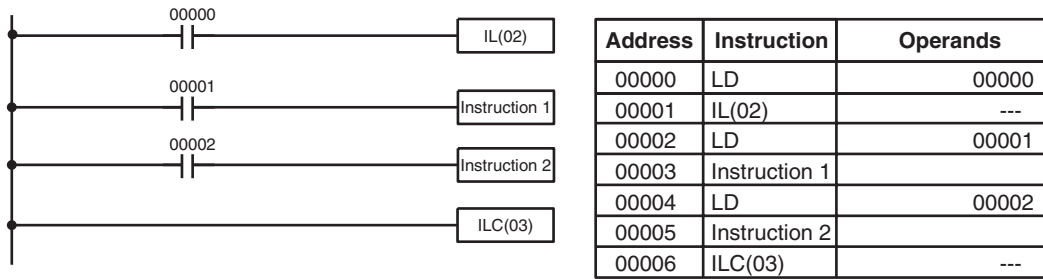 00000
IL(02)
00001
Instruction 1
00002
Instruction 2
ILC(03)
Address Instruction Operands
00000 LD 00000
00001 IL(02) ---
00002 LD 00001
00003 Instruction 1
00004 LD 00002
00005 Instruction 2
00006 ILC(03) ---